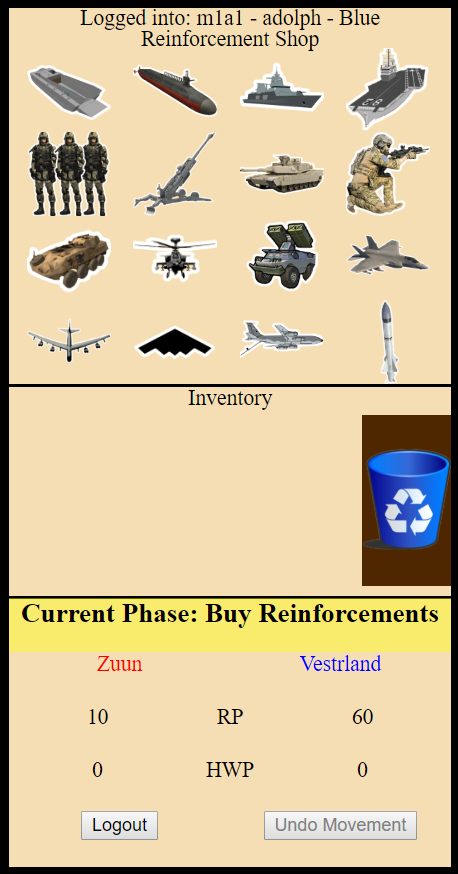 Logged into: m1a1 - adolph - Blue
Reinforcement Shop
Inventory
Current Phase: Buy Reinforcements
Zuun Vestrland
10 RP 60
0 HWP 0
Logout Undo Movement